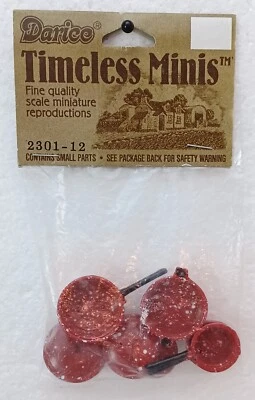 Darice
Timeless Minis™
Fine quality
scale miniature
reproductions
2301-12
CONTAINS SMALL PARTS • SEE PACKAGE BACK FOR SAFETY WARNING